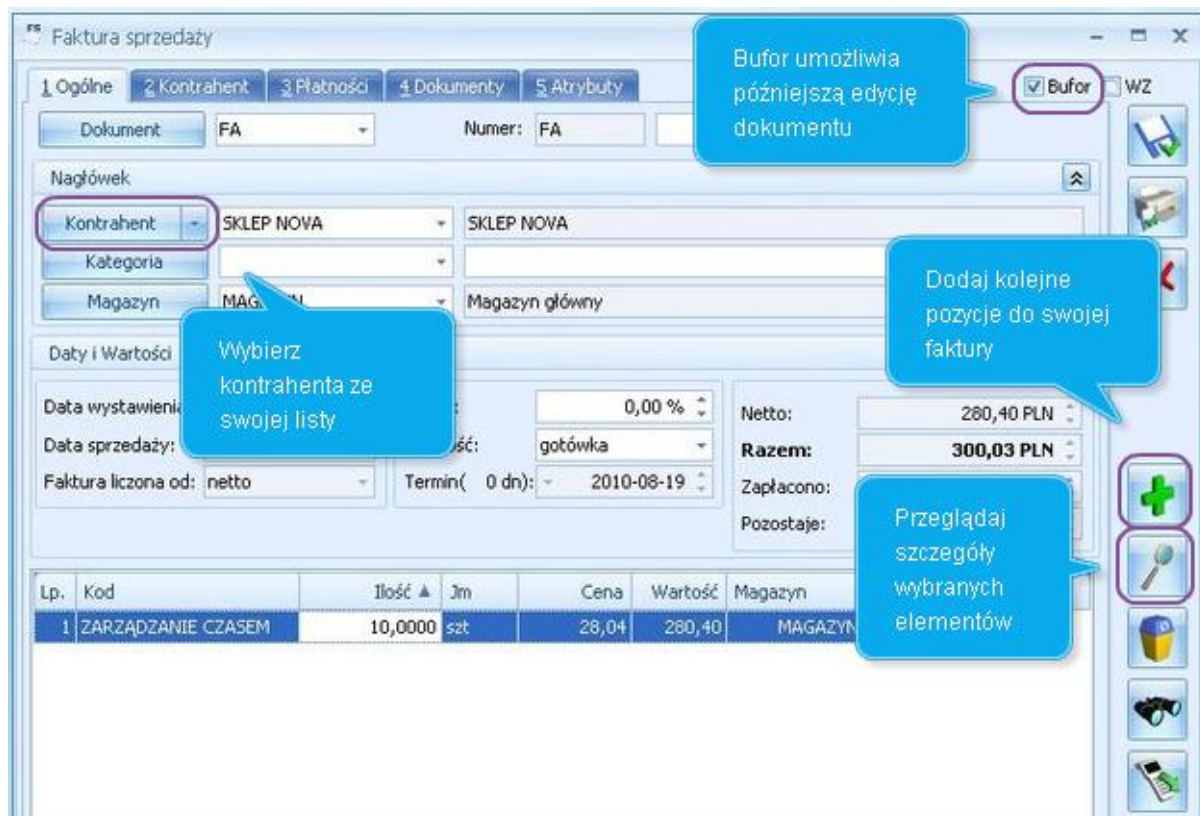 FS Faktura sprzedaży
1 Ogólne 2 Kontrahent 3 Płatności 4 Dokumenty 5 Atrybuty
Bufor umożliwia
późniejszą edycję
dokumentu
Bufor WZ
Dokument FA Numer: FA
Nagłówek
Kontrahent SKLEP NOVA SKLEP NOVA
Kategoria
Magazyn Magazyn główny
Dodaj kolejne
pozycje do swojej
faktury
Wybierz
kontrahenta ze
swojej listy
Daty i Wartości
Data wystawienia 0,00 % Netto: 280,40 PLN
Data sprzedaży: gotówka Razem: 300,03 PLN
Faktura liczona od: netto Termin( 0 dn): 2010-08-19 Zapłacono:
Pozostaje:
Przeglądaj
szczegóły
wybranych
elementów
Lp. Kod Ilość Jm Cena Wartość Magazyn
1 ZARZĄDZANIE CZASEM 10,0000 szt 28,04 280,40 MAGAZYN